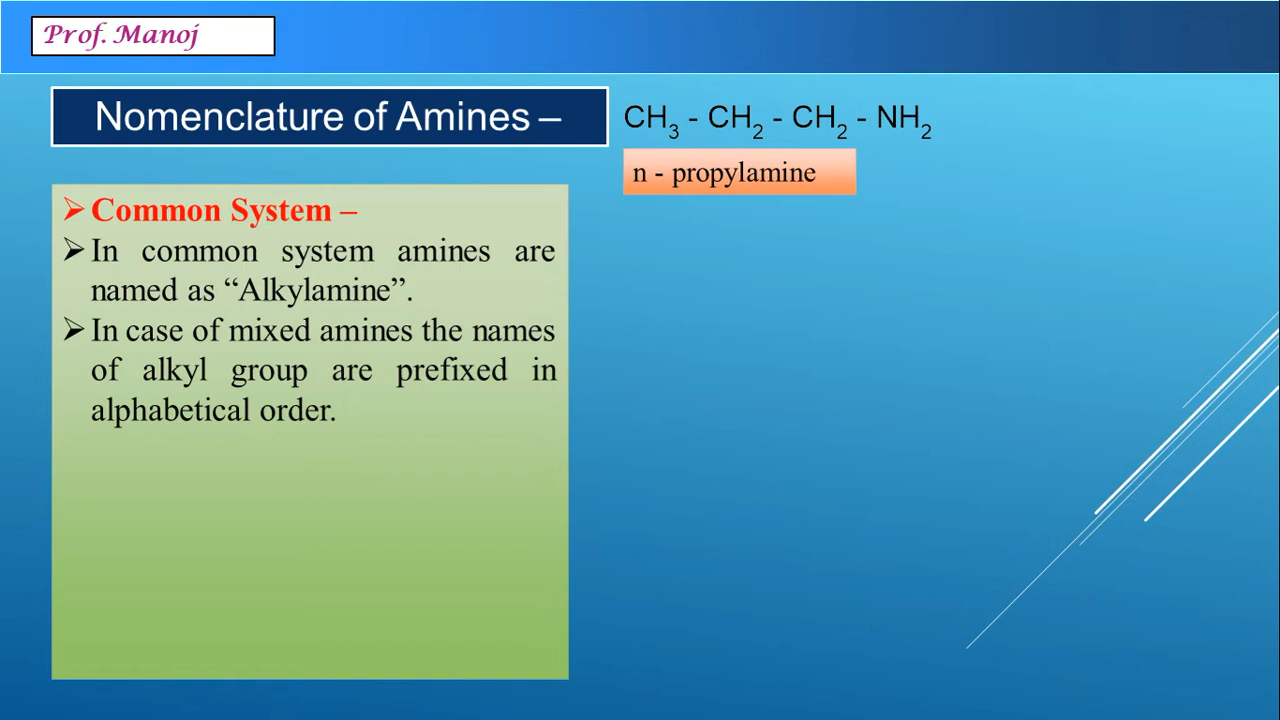 Prof. Manoj
Nomenclature of Amines –
CH₃ - CH₂ - CH₂ - NH₂
n - propylamine
➢Common System –
➢In common system amines are
named as “Alkylamine”.
➢In case of mixed amines the names
of alkyl group are prefixed in
alphabetical order.